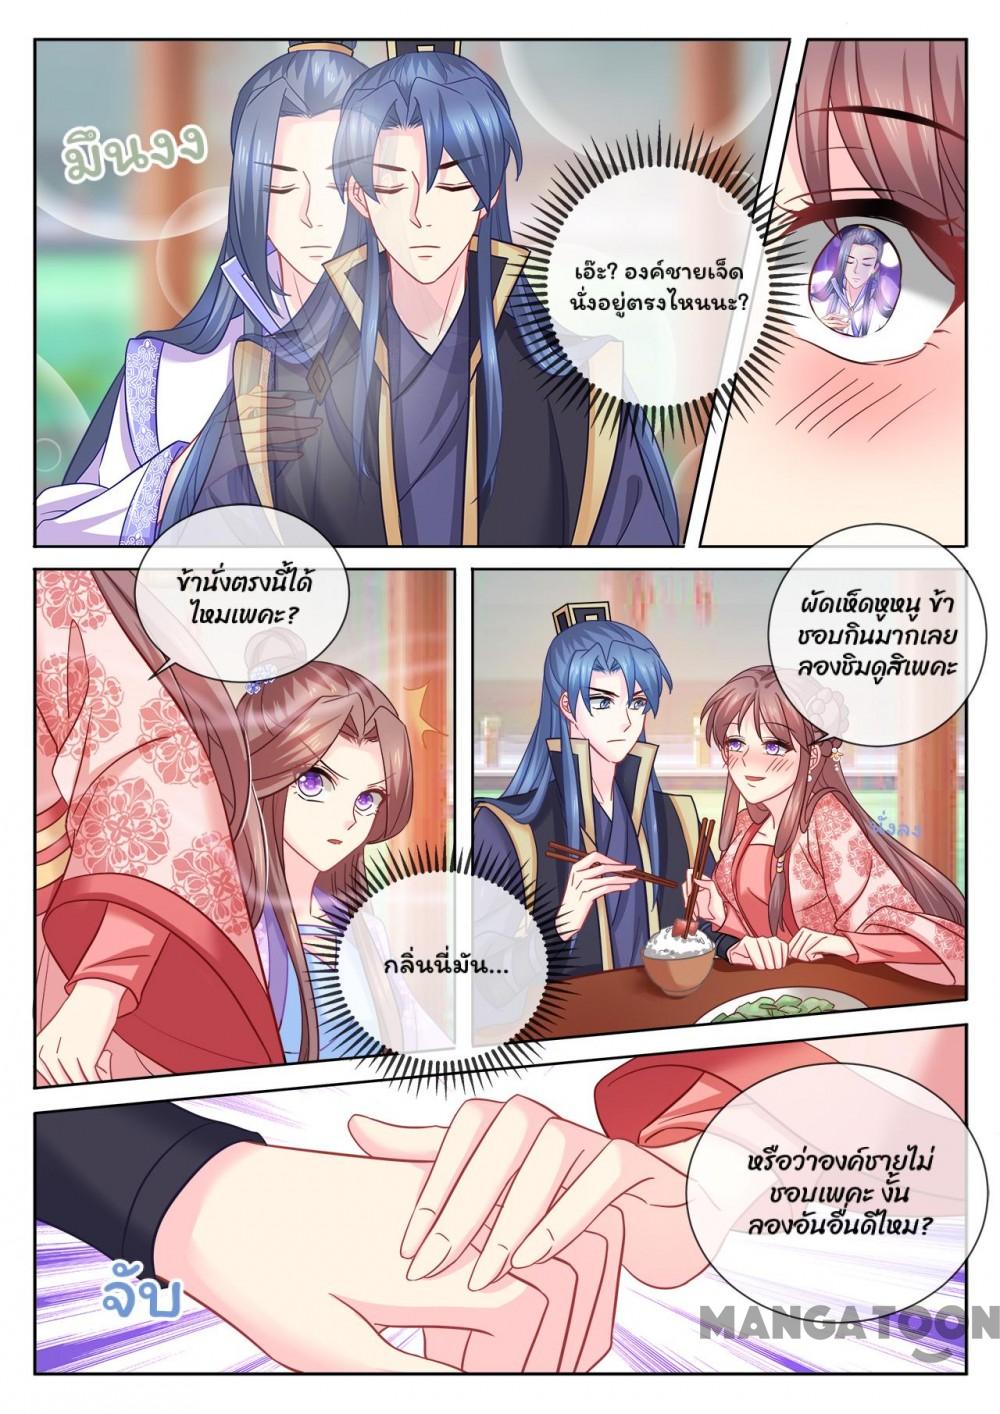 มึนงง
เอ๊ะ? องค์ชายเจ็ด
นั่งอยู่ตรงไหนนะ?
ข้านั่งตรงนี้ได้
ไหมเพคะ?
ผัดเห็ดหูหนู ข้า
ชอบกินมากเลย
ลองชิมดูสิเพคะ
นั่งลง
กลิ่นนี่มัน...
หรือว่าองค์ชายไม่
ชอบเพคะ งั้น
ลองอันอื่นดีไหม?
จับ
MANGATOON